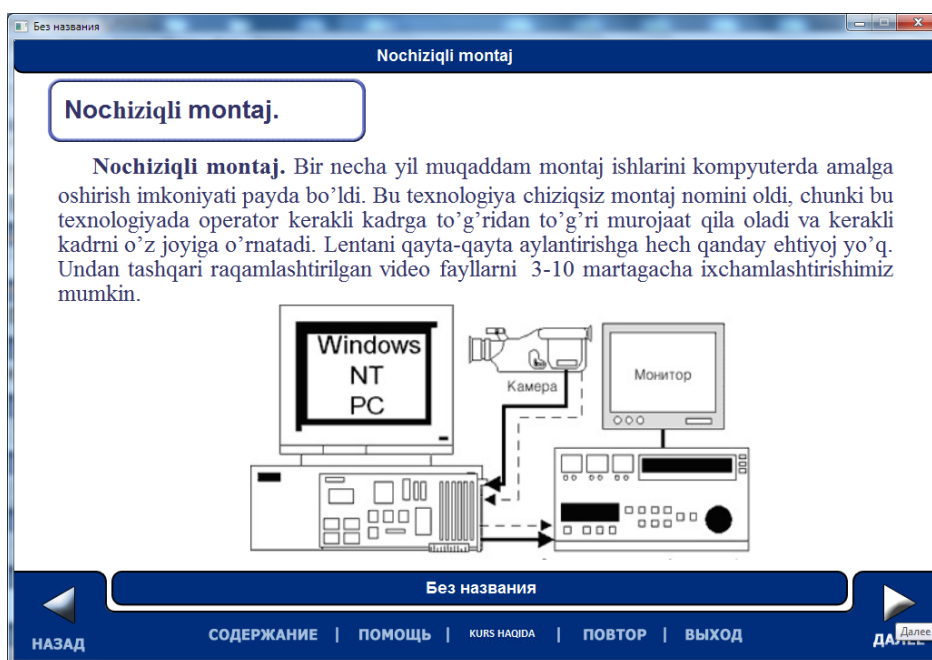 Без названия
Nochiziqli montaj
Nochiziqli montaj.
Nochiziqli montaj. Bir necha yil muqaddam montaj ishlarini kompyuterda amalga
oshirish imkoniyati payda bo’ldi. Bu texnologiya chiziqsiz montaj nomini oldi, chunki bu
texnologiyada operator kerakli kadrga to’g’ridan to’g’ri murojaat qila oladi va kerakli
kadrni o’z joyiga o’rnatadi. Lentani qayta-qayta aylantirishga hech qanday ehtiyoj yo’q.
Undan tashqari raqamlashtirilgan video fayllarni 3-10 martagacha ixchamlashtirishimiz
mumkin.
Windows
NT
PC
Камера
Монитор
Без названия
НАЗАД
СОДЕРЖАНИЕ | ПОМОЩЬ | KURS HAQIDA | ПОВТОР | ВЫХОД
Далее